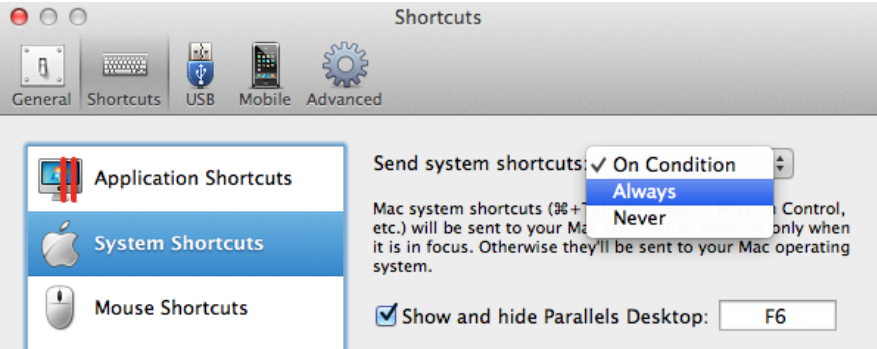 Shortcuts
General Shortcuts USB Mobile Advanced
Application Shortcuts
System Shortcuts
Mouse Shortcuts
Send system shortcuts:
✓ On Condition
Always
Never
Mac system shortcuts (⌘+T Control,
etc.) will be sent to your Ma only when
it is in focus. Otherwise they'll be sent to your Mac operating
system.
Show and hide Parallels Desktop: F6